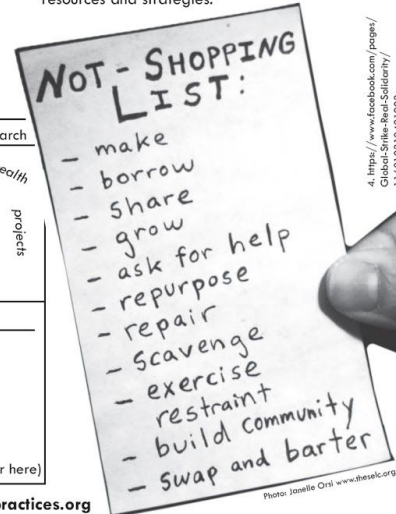 resources and strategies.
NOT - SHOPPING
LIST:
- make
- borrow
- share
- grow
- ask for help
- repurpose
- repair
- scavenge
- exercise
restraint
- build community
- swap and barter
Photo: Janelle Orsi www.theselc.org
4. https://www.facebook.com/pages/
Global-Strike-Real-Solidarity/
arch
ealth
projects
r here)
practices.org